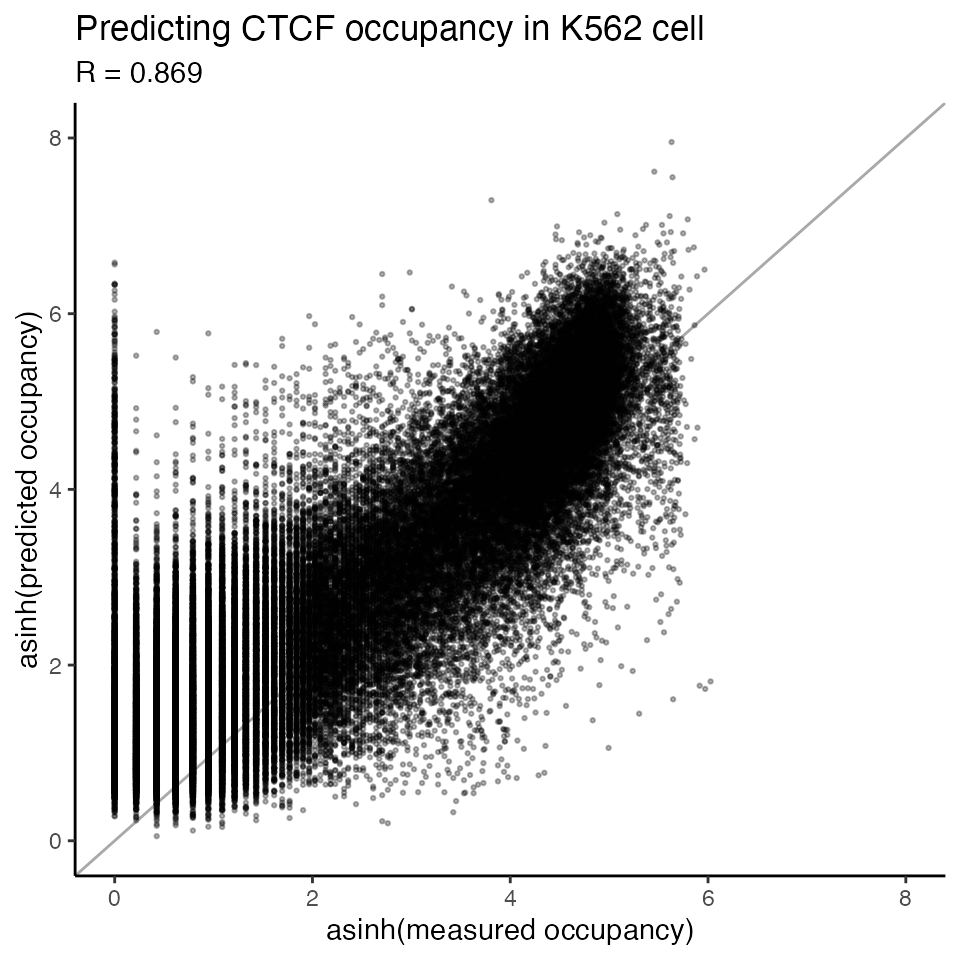 Predicting CTCF occupancy in K562 cell
R = 0.869
8
6
4
2
0
asinh(predicted occupancy)
0 2 4 6 8
asinh(measured occupancy)